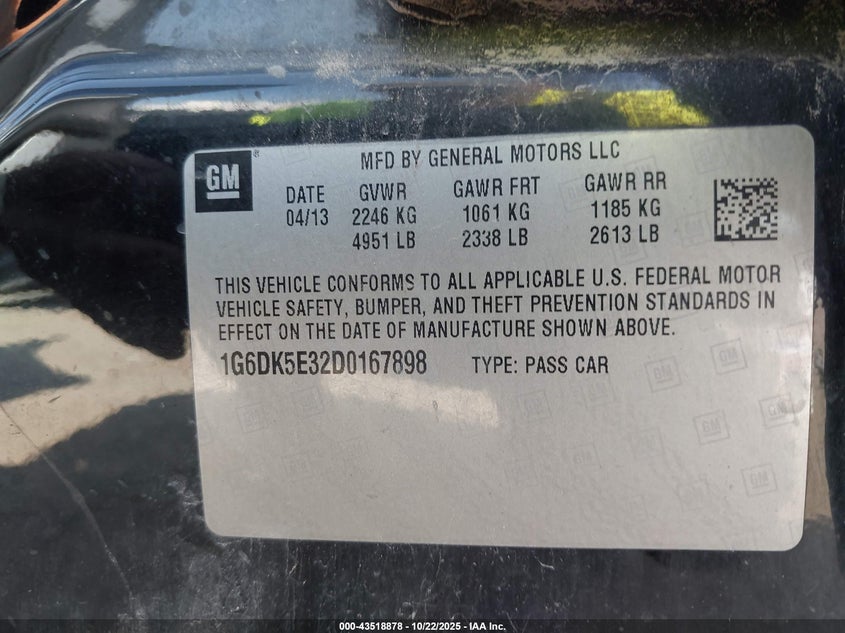 GM ® MFD BY GENERAL MOTORS LLC
DATE GVWR GAWR FRT GAWR RR
04/13 2246 KG 1061 KG 1185 KG
4951 LB 2338 LB 2613 LB
THIS VEHICLE CONFORMS TO ALL APPLICABLE U.S. FEDERAL MOTOR
VEHICLE SAFETY, BUMPER, AND THEFT PREVENTION STANDARDS IN
EFFECT ON THE DATE OF MANUFACTURE SHOWN ABOVE.
1G6DK5E32D0167898 TYPE: PASS CAR
000-43518878 - 10/22/2025 - IAA Inc.